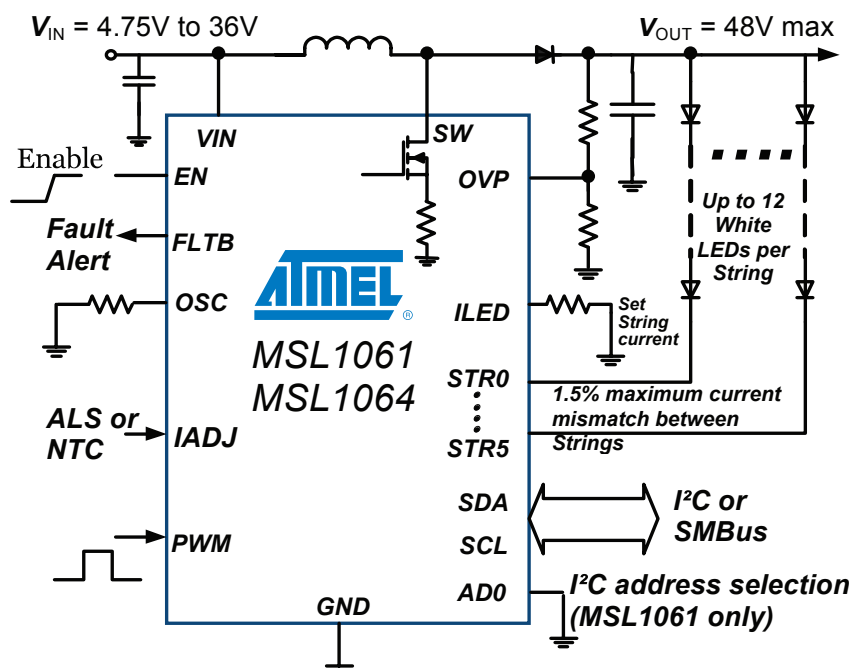 VIN = 4.75V to 36V
VOUT = 48V max
VIN
SW
Enable
EN
OVP
Up to 12
White
LEDs per
String
Fault
Alert
FLTB
OSC
ATMEL
®
ILED
Set
String
current
MSL1061
MSL1064
STR0
1.5% maximum current
mismatch between
Strings
STR5
ALS or
NTC
IADJ
SDA
I²C or
SMBus
SCL
PWM
AD0
I²C address selection
(MSL1061 only)
GND